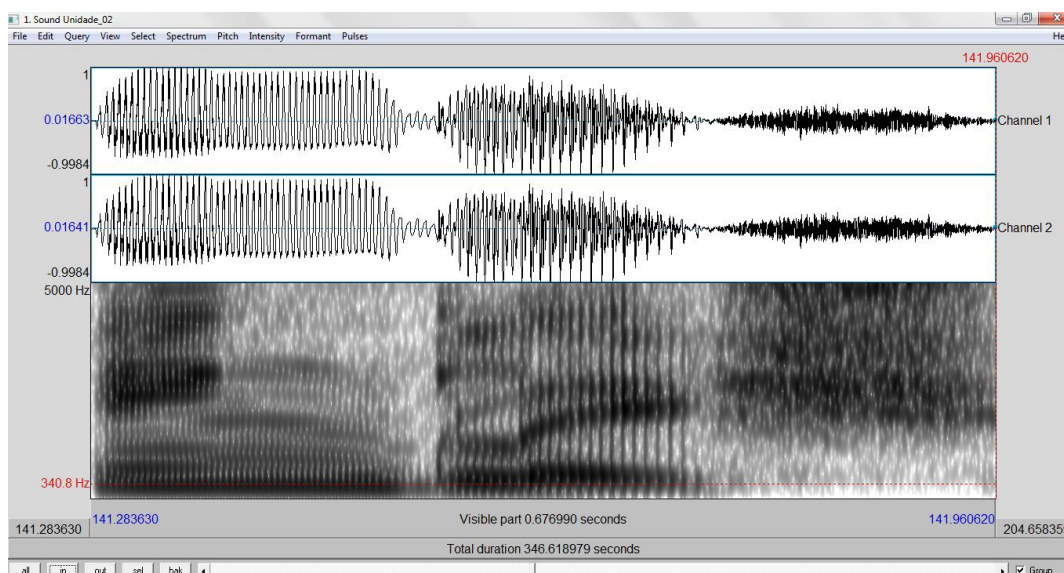 1. Sound Unidade_02
File Edit Query View Select Spectrum Pitch Intensity Formant Pulses He
141.960620
1
0.01663
-0.9984
Channel 1
1
0.01641
-0.9984
Channel 2
5000 Hz
340.8 Hz
141.283630 Visible part 0.676990 seconds 141.960620
141.283630 204.658359
Total duration 346.618979 seconds
all in out sel bak Group